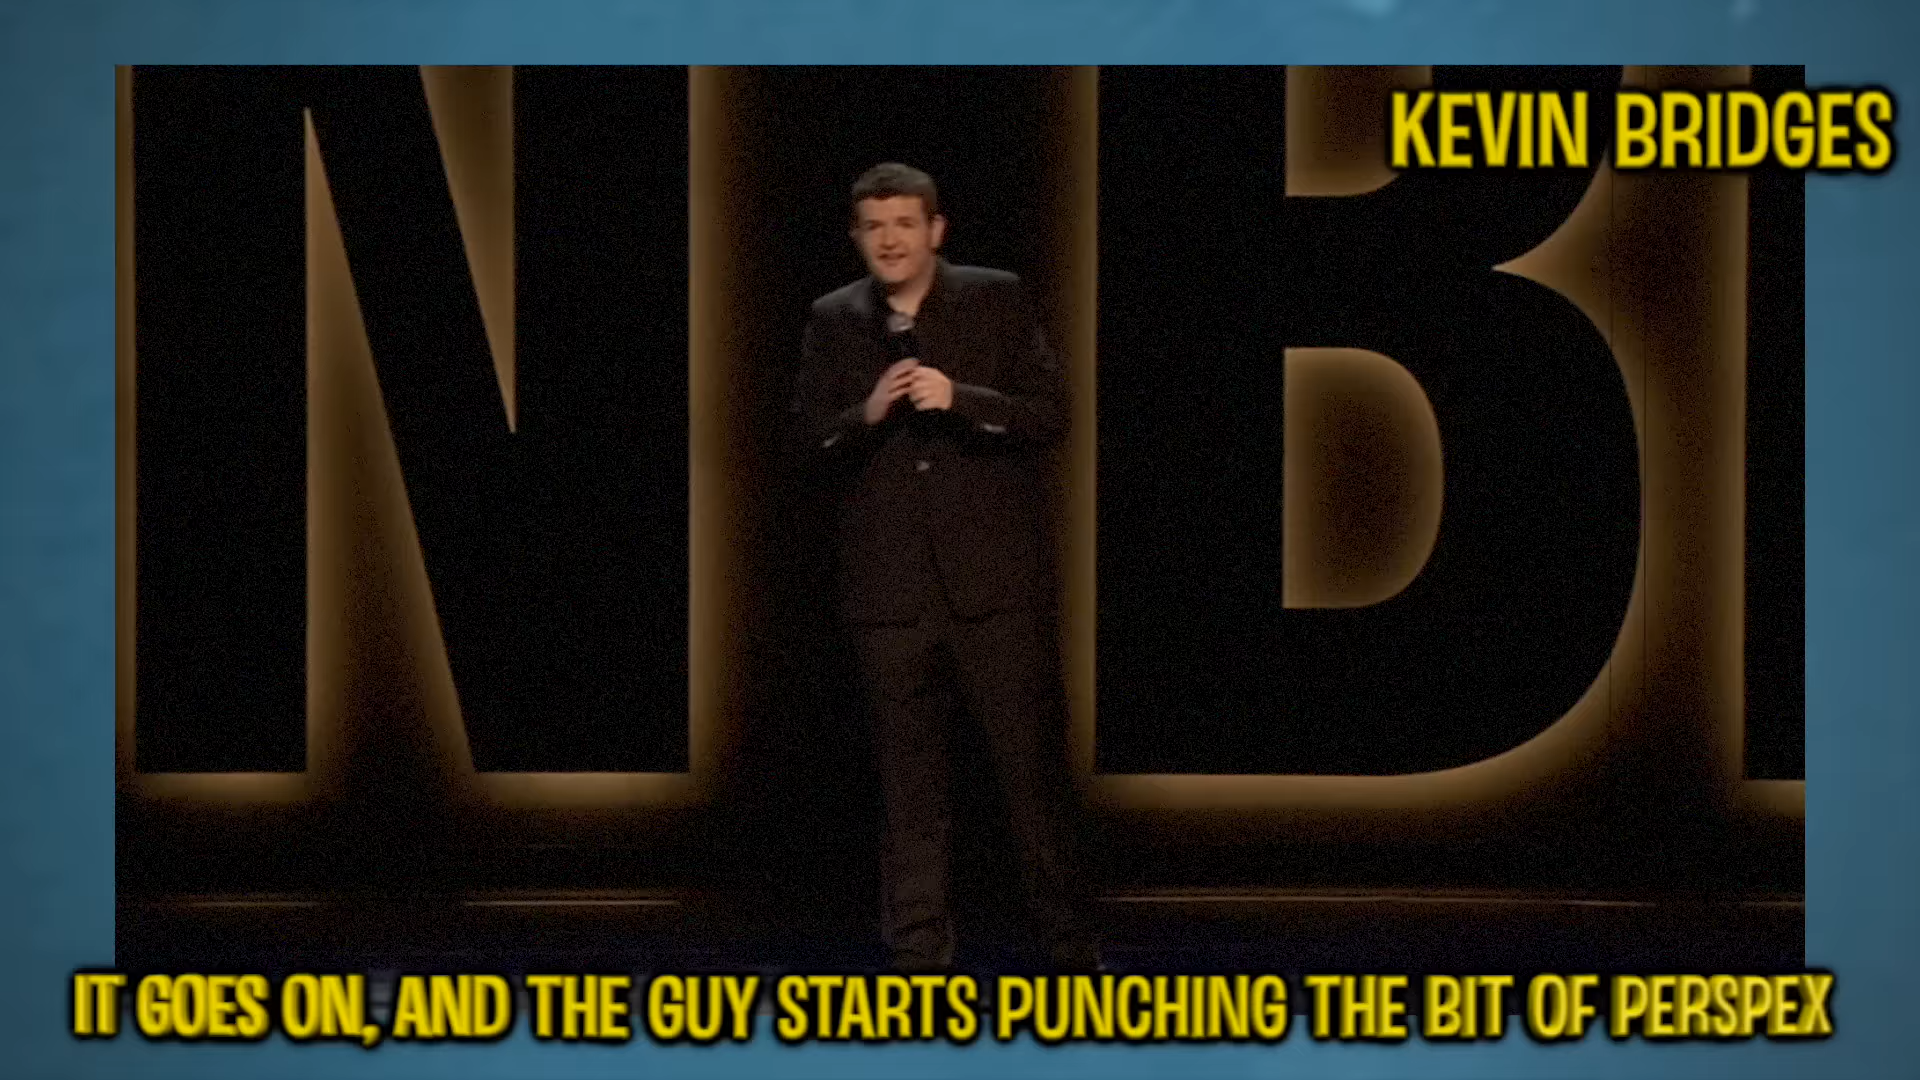 KEVIN BRIDGES
N B
IT GOES ON, AND THE GUY STARTS PUNCHING THE BIT OF PERSPEX